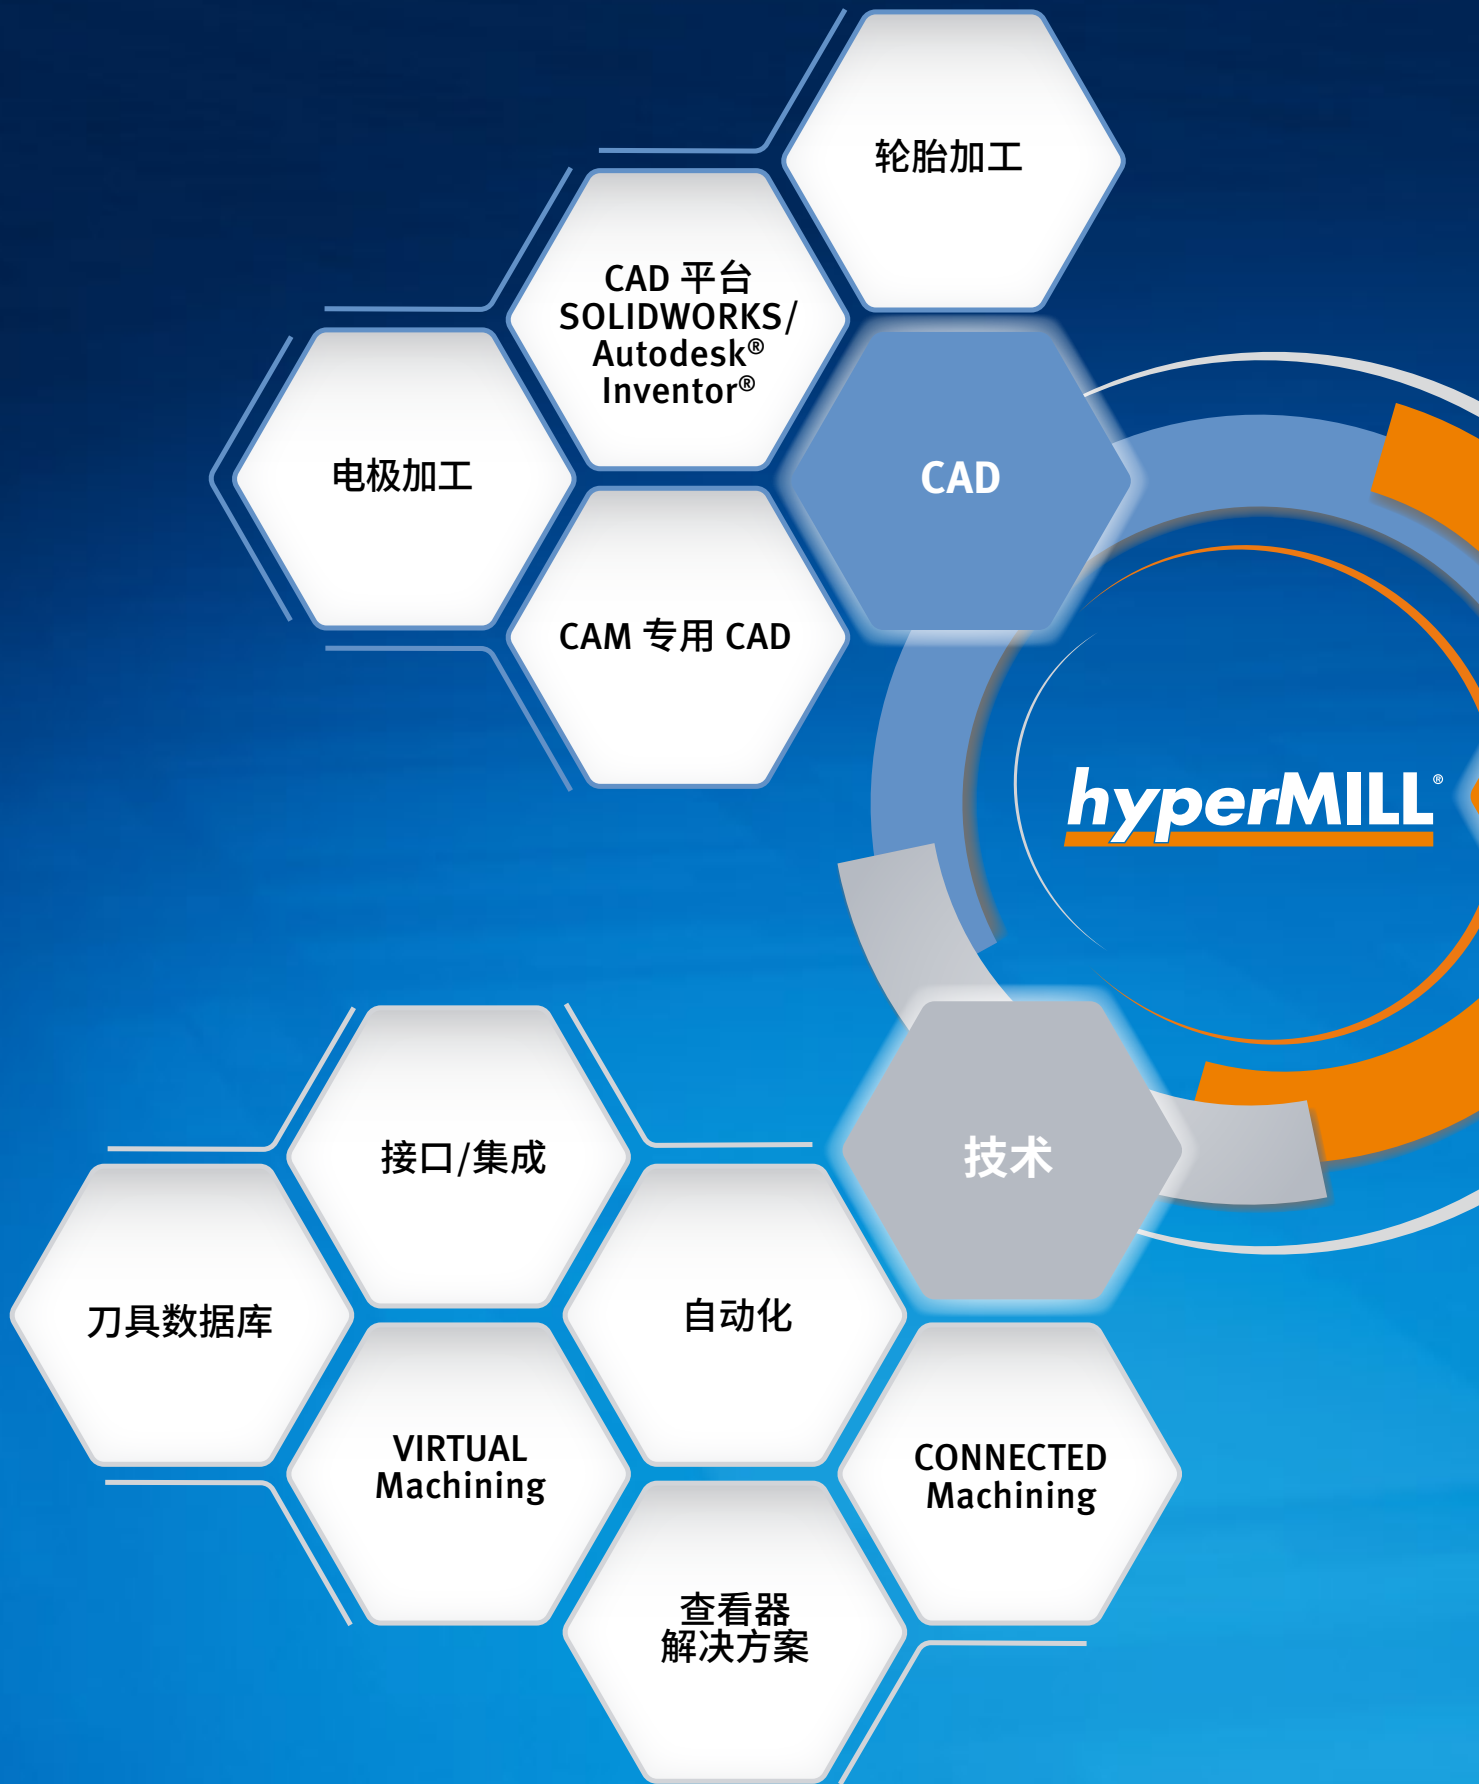 轮胎加工
CAD 平台
SOLIDWORKS/
Autodesk®
Inventor®
电极加工
CAD
CAM 专用 CAD
hyperMILL®
接口/集成
技术
刀具数据库
自动化
VIRTUAL
Machining
CONNECTED
Machining
查看器
解决方案